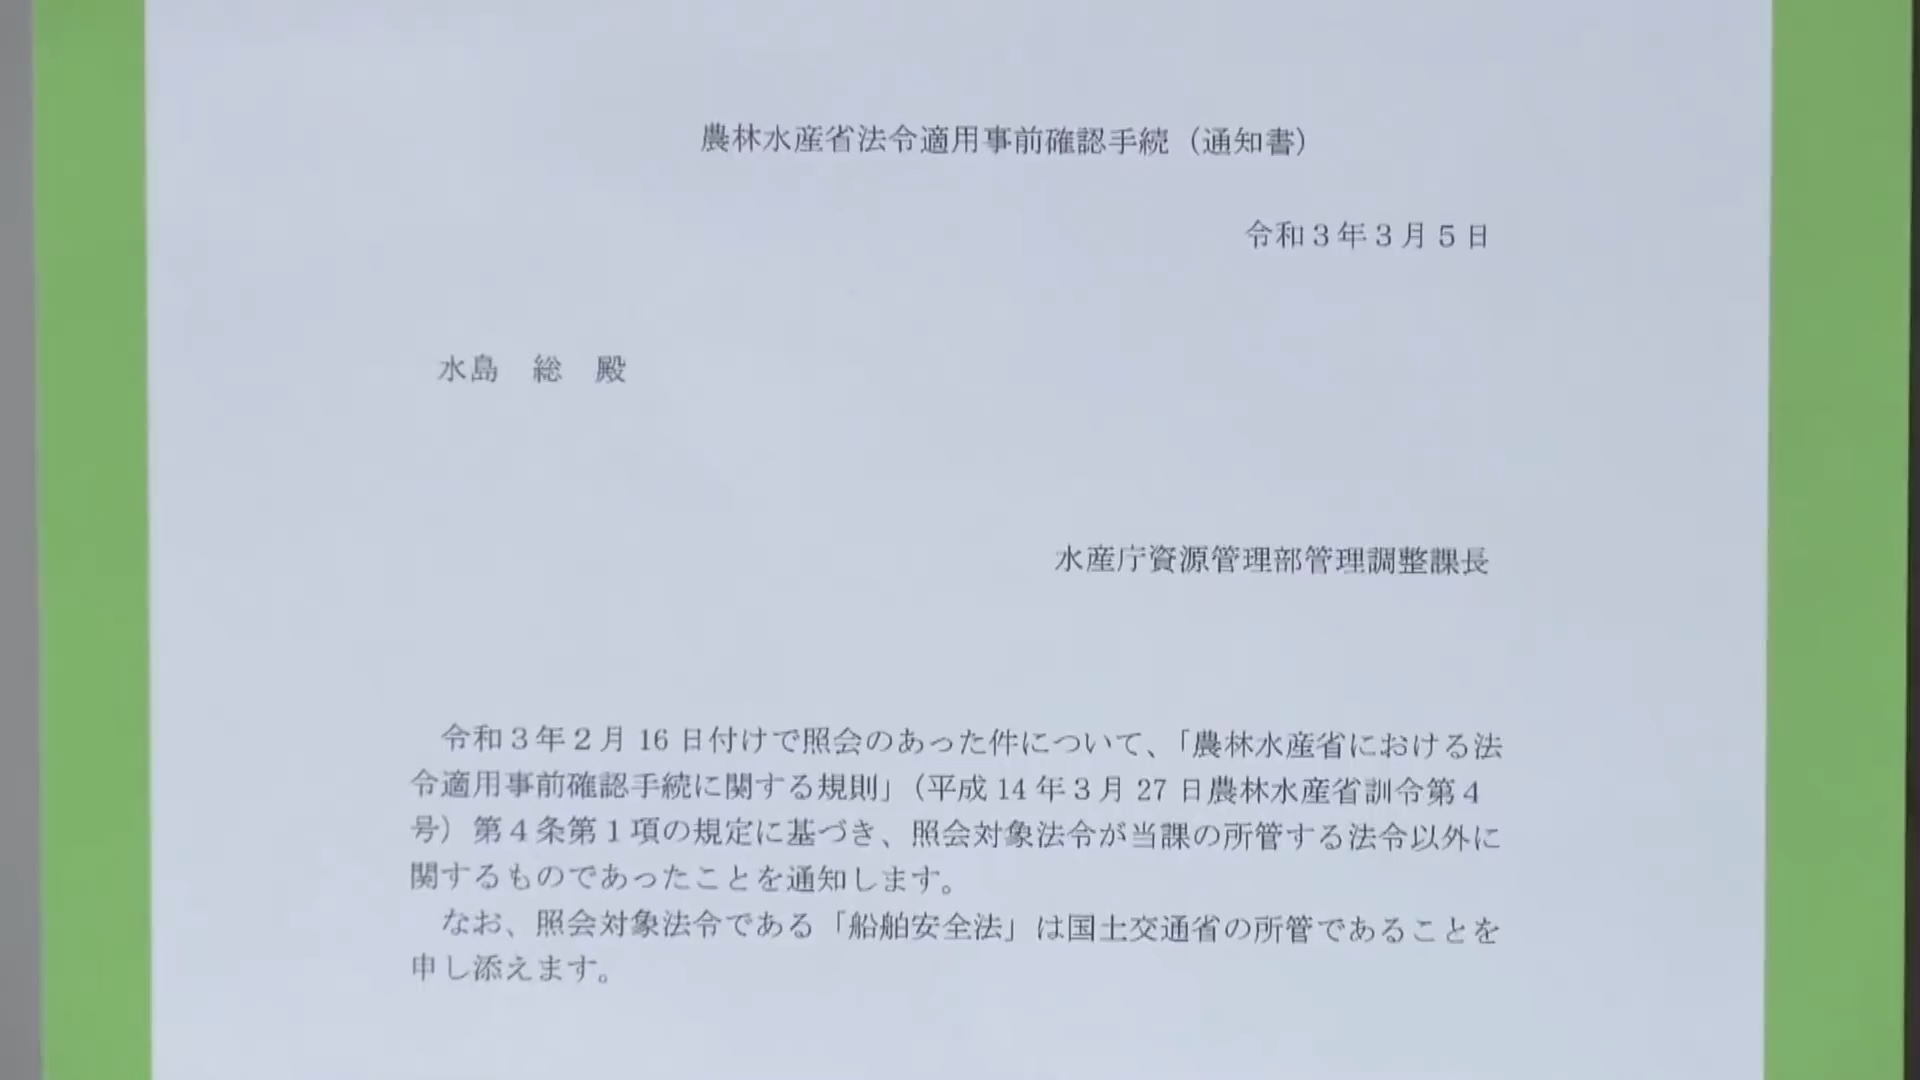 農林水産省法令適用事前確認手続（通知書）
令和３年３月５日
水島　総　殿
水産庁資源管理部管理調整課長
令和３年２月 16 日付けで照会のあった件について、「農林水産省における法
令適用事前確認手続に関する規則」（平成 14 年３月 27 日農林水産省訓令第４
号）第４条第１項の規定に基づき、照会対象法令が当課の所管する法令以外に
関するものであったことを通知します。
なお、照会対象法令である「船舶安全法」は国土交通省の所管であることを
申し添えます。